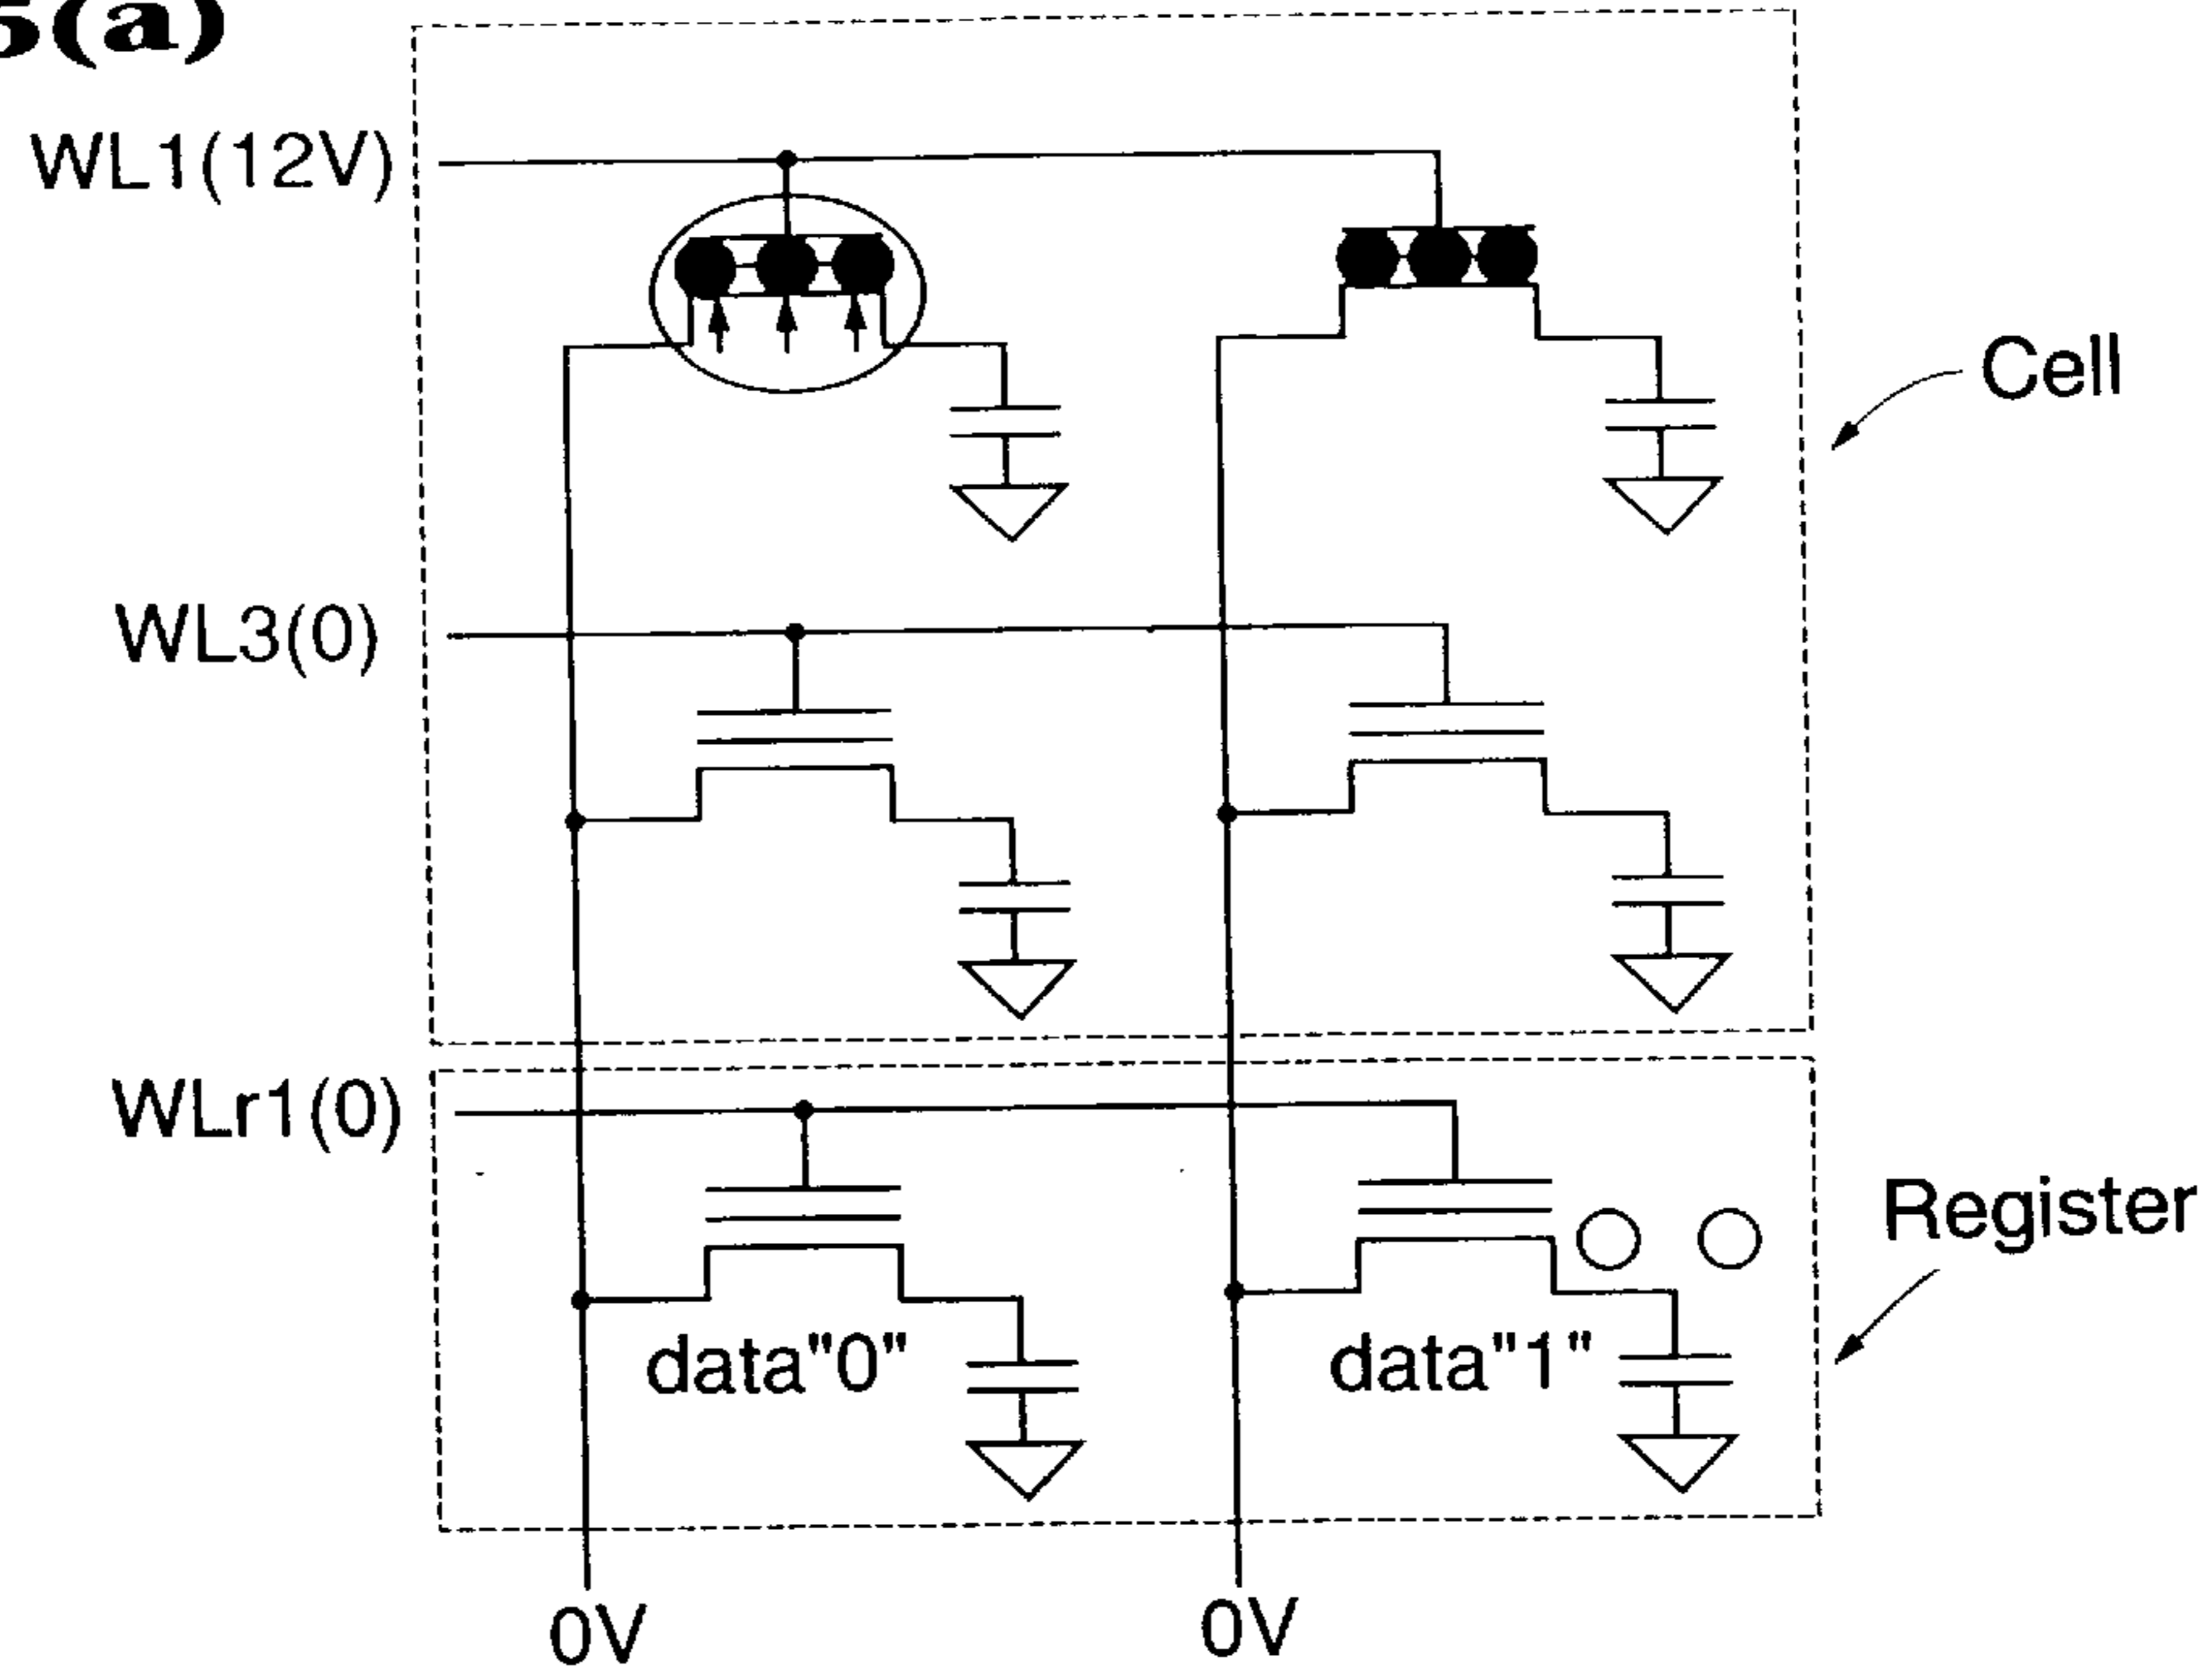 5(a)
WL1(12V)
Cell
WL3(0)
WLr1(0)
Register
data"0"
data"1"
0V
0V